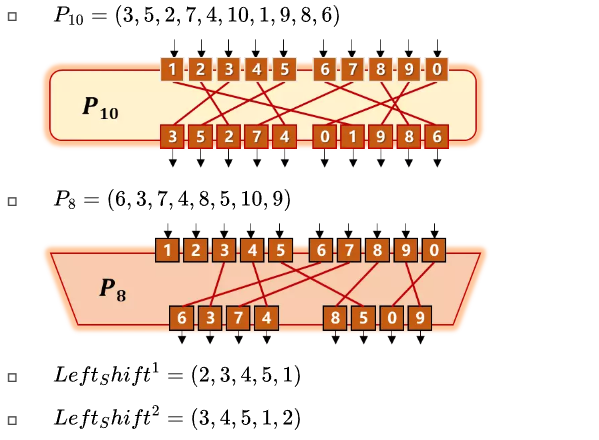 P₁₀ = (3, 5, 2, 7, 4, 10, 1, 9, 8, 6)
1 2 3 4 5 6 7 8 9 0
P₁₀
3 5 2 7 4 0 1 9 8 6
P₈ = (6, 3, 7, 4, 8, 5, 10, 9)
1 2 3 4 5 6 7 8 9 0
P₈
6 3 7 4 8 5 0 9
Leftₛhift¹ = (2, 3, 4, 5, 1)
Leftₛhift² = (3, 4, 5, 1, 2)